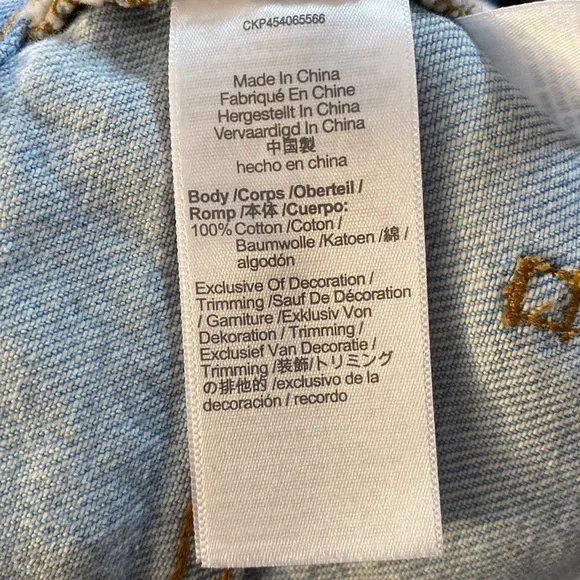 CKP454065566
Made In China
Fabriqué En Chine
Hergestellt In China
Vervaardigd In China
中国製
hecho en china
Body /Corps /Oberteil /
Romp /本体 /Cuerpo:
100% Cotton /Coton /
Baumwolle /Katoen /綿 /
algodón
Exclusive Of Decoration /
Trimming /Sauf De Décoration
/ Garniture /Exklusiv Von
Dekoration / Trimming /
Exclusief Van Decoratie /
Trimming /装飾/トリミング
の排他的 /exclusivo de la
decoración / recordo